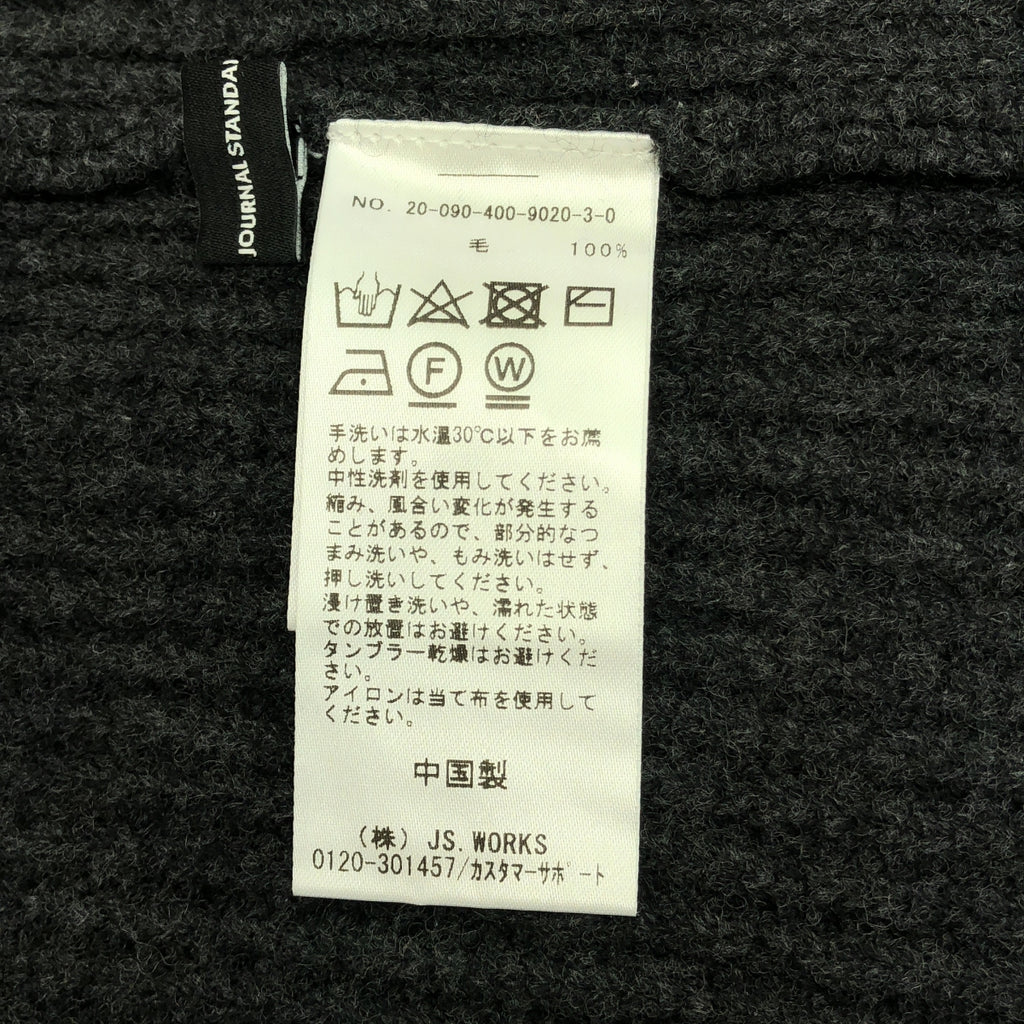 JOURNAL STANDA
NO. 20-090-400-9020-3-0
毛 100%
F W
手洗いは水温30℃以下をお薦
めします。
中性洗剤を使用してください。
縮み、風合い変化が発生する
ことがあるので、部分的なつ
まみ洗いや、もみ洗いはせず、
押し洗いしてください。
浸け置き洗いや、濡れた状態
での放置はお避けください。
タンブラー乾燥はお避けくだ
さい。
アイロンは当て布を使用して
ください。
中国製
(株) JS.WORKS
0120-301457/カスタマーサポート